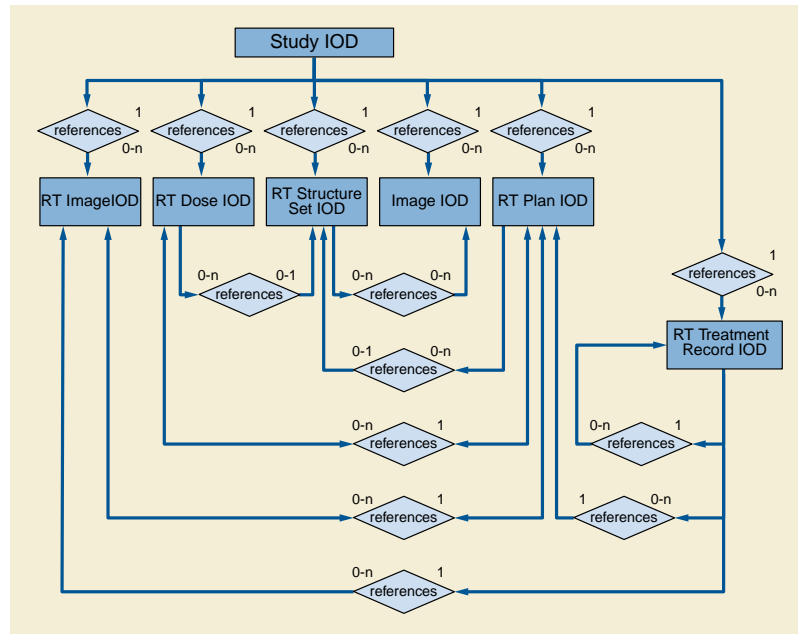 Study IOD
1 1 1 1 1
references references references references references
0-n 0-n 0-n 0-n 0-n
RT ImageIOD RT Dose IOD RT Structure Set IOD Image IOD RT Plan IOD
1
references
0-n
0-n 0-1 0-n 0-n
references references
RT Treatment
Record IOD
0-1 0-n
references
0-n 1 0-n 1
references references
0-n 1 1 0-n
references references
0-n 1
references